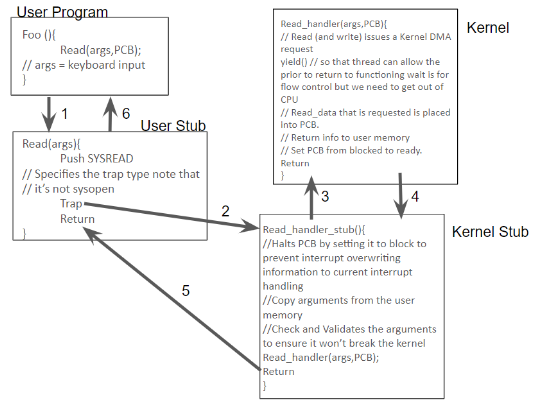 User Program
Foo (){
Read(args,PCB);
// args = keyboard input
}
1
6
User Stub
Read(args){
Push SYSREAD
// Specifies the trap type note that
// it's not sysopen
Trap
Return
}
2
5
Kernel
Read_handler(args,PCB){
// Read (and write) issues a Kernel DMA
request
yield() // so that thread can allow the
prior to return to functioning wait is for
flow control but we need to get out of
CPU
// Read_data that is requested is placed
into PCB.
// Return info to user memory
// Set PCB from blocked to ready.
Return
}
3
4
Kernel Stub
Read_handler_stub(){
//Halts PCB by setting it to block to
prevent interrupt overwriting
information to current interrupt
handling
//Copy arguments from the user
memory
//Check and Validates the arguments
to ensure it won't break the kernel
Read_handler(args,PCB);
Return
}